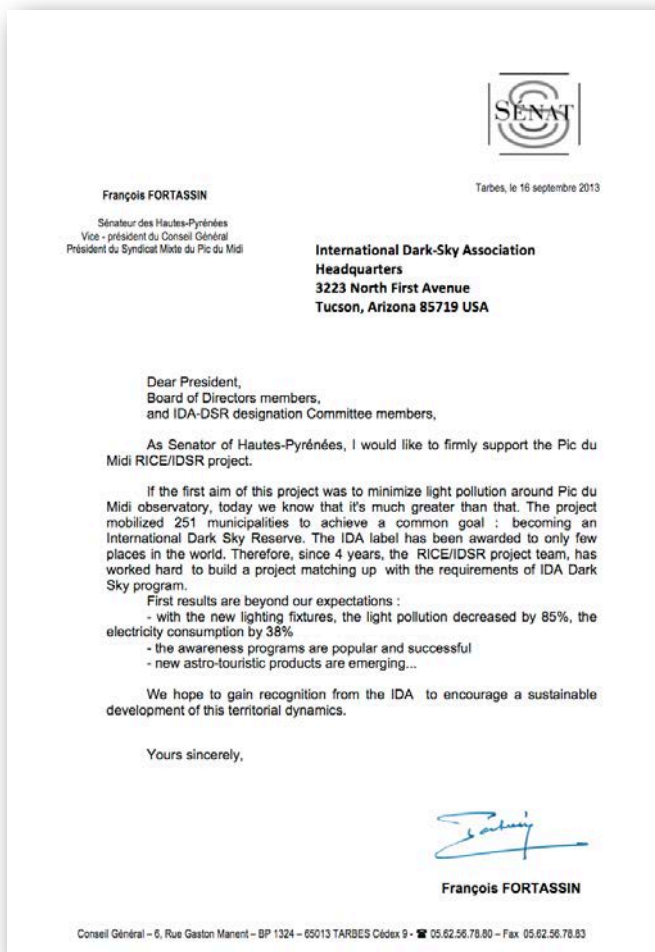 SÉNAT
François FORTASSIN
Tarbes, le 16 septembre 2013
Sénateur des Hautes-Pyrénées
Vice - président du Conseil Général
Président du Syndicat Mixte du Pic du Midi
International Dark-Sky Association
Headquarters
3223 North First Avenue
Tucson, Arizona 85719 USA
Dear President,
Board of Directors members,
and IDA-DSR designation Committee members,
As Senator of Hautes-Pyrénées, I would like to firmly support the Pic du
Midi RICE/IDSR project.
If the first aim of this project was to minimize light pollution around Pic du
Midi observatory, today we know that it's much greater than that. The project
mobilized 251 municipalities to achieve a common goal : becoming an
International Dark Sky Reserve. The IDA label has been awarded to only few
places in the world. Therefore, since 4 years, the RICE/IDSR project team, has
worked hard to build a project matching up with the requirements of IDA Dark
Sky program.
First results are beyond our expectations :
- with the new lighting fixtures, the light pollution decreased by 85%, the
electricity consumption by 38%
- the awareness programs are popular and successful
- new astro-touristic products are emerging...
We hope to gain recognition from the IDA to encourage a sustainable
development of this territorial dynamics.
Yours sincerely,
François FORTASSIN
Conseil Général – 6, Rue Gaston Manent – BP 1324 – 65013 TARBES Cédex 9 - ☎ 05.62.56.78.80 – Fax 05.62.56.78.83